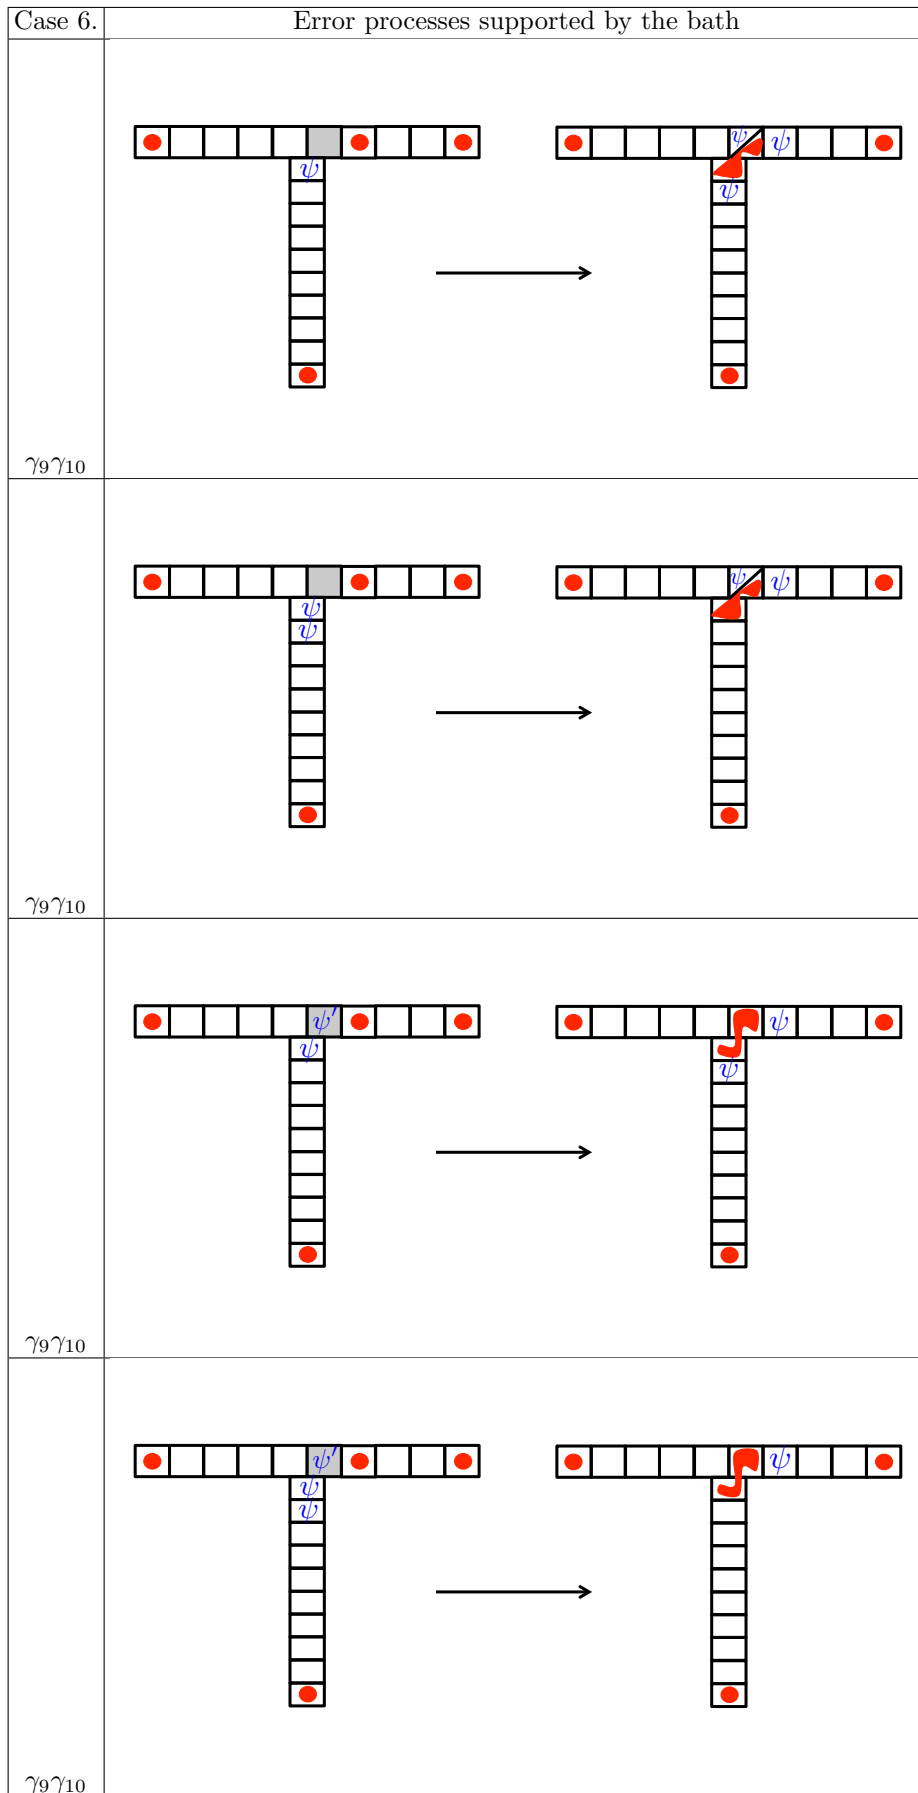 Case 6. Error processes supported by the bath
ψ ψ
ψ ψ
γ₉γ₁₀
ψ ψ
ψ
ψ
γ₉γ₁₀
ψ′ ψ
ψ
ψ
γ₉γ₁₀
ψ′ ψ
ψ
ψ
γ₉γ₁₀